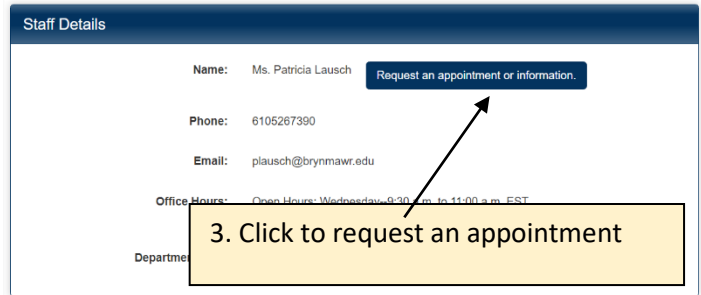 Staff Details
Name: Ms. Patricia Lausch Request an appointment or information.
Phone: 6105267390
Email: plausch@brynmawr.edu
Office Hours: Open Hours: Wednesday--9:30 a.m. to 11:00 a.m. EST
3. Click to request an appointment